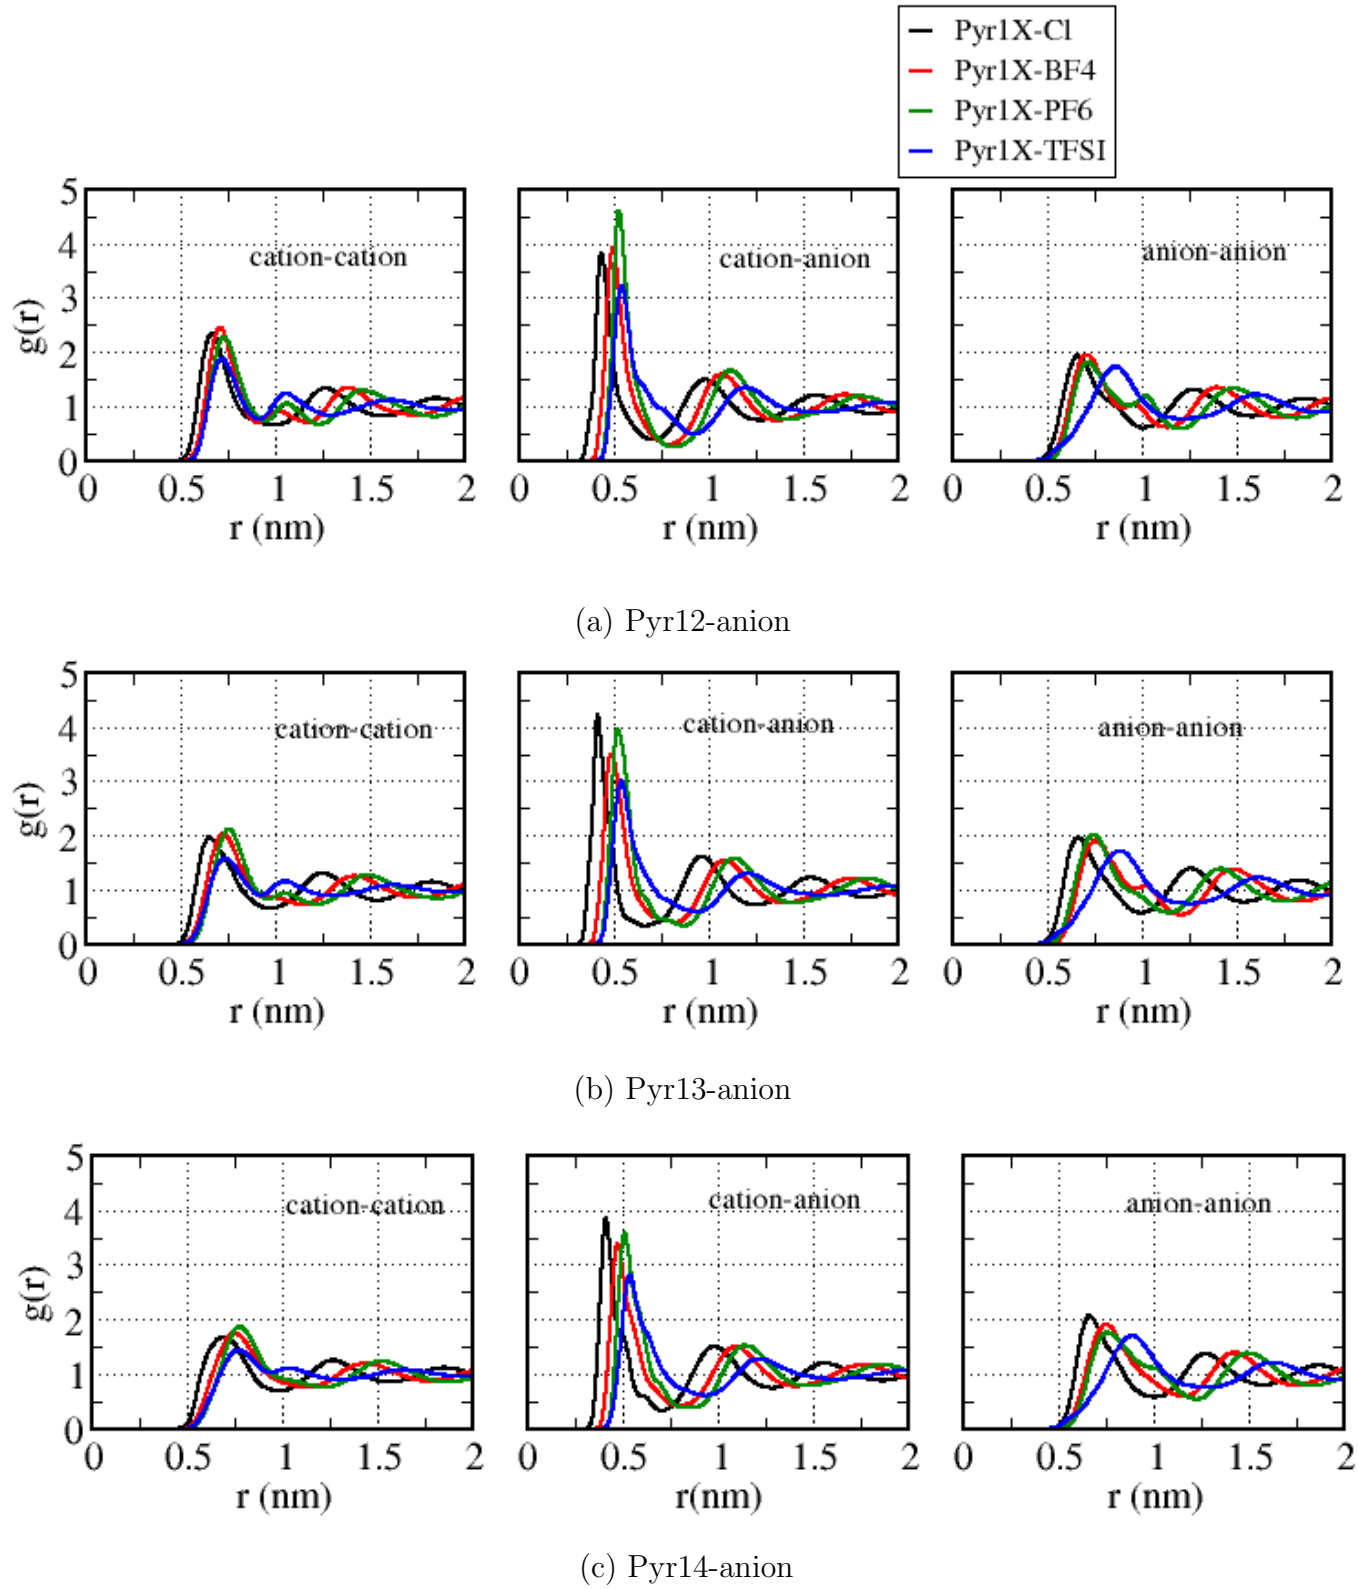 Pyr1X-Cl
Pyr1X-BF4
Pyr1X-PF6
Pyr1X-TFSI
5
4
3
2
1
0
g(r)
cation-cation
cation-anion
anion-anion
0 0.5 1 1.5 2
0 0.5 1 1.5 2
0 0.5 1 1.5 2
r (nm)
r (nm)
r (nm)
(a) Pyr12-anion
5
4
3
2
1
0
g(r)
cation-cation
cation-anion
anion-anion
0 0.5 1 1.5 2
0 0.5 1 1.5 2
0 0.5 1 1.5 2
r (nm)
r (nm)
r (nm)
(b) Pyr13-anion
5
4
3
2
1
0
g(r)
cation-cation
cation-anion
anion-anion
0 0.5 1 1.5 2
0 0.5 1 1.5 2
0 0.5 1 1.5 2
r (nm)
r(nm)
r (nm)
(c) Pyr14-anion